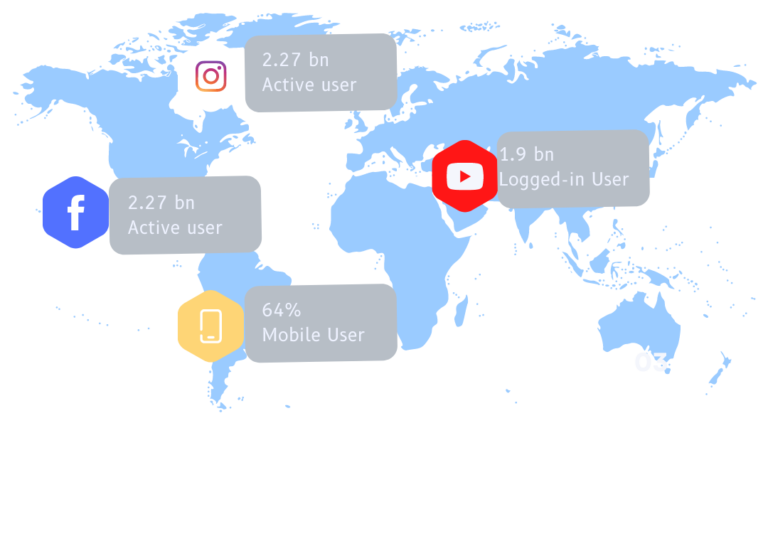 2.27 bn
Active user
1.9 bn
Logged-in User
2.27 bn
Active user
64%
Mobile User